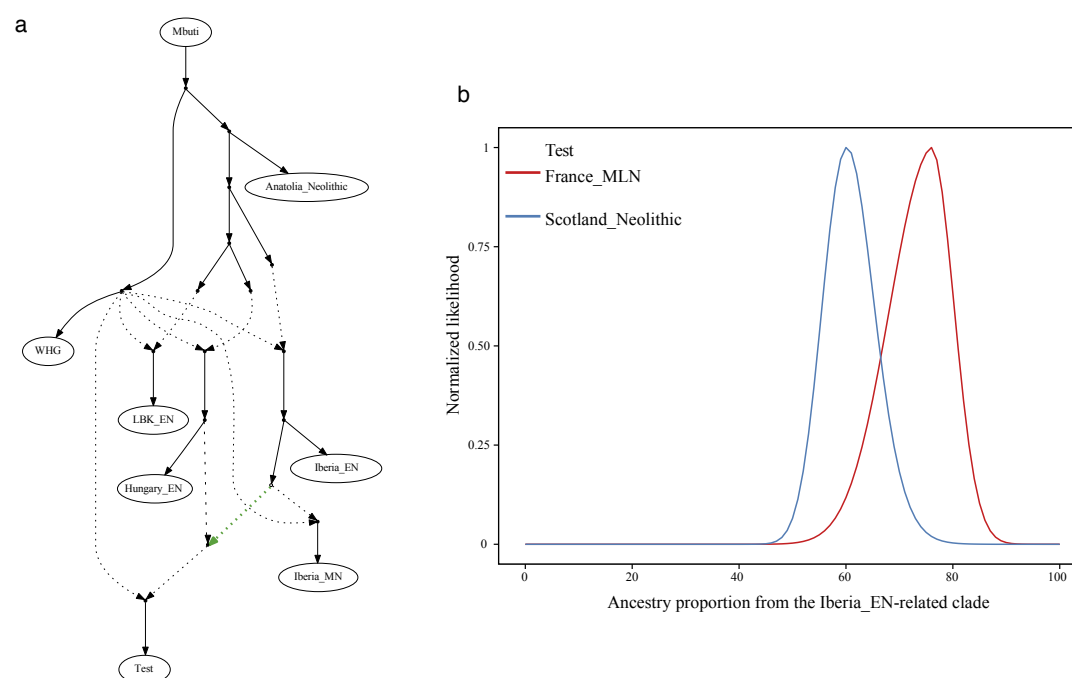 a
Mbuti
Anatolia_Neolithic
WHG
LBK_EN
Hungary_EN
Iberia_EN
Iberia_MN
Test
b
Normalized likelihood
1
0.75
0.50
0.25
0
Test
France_MLN
Scotland_Neolithic
0 20 40 60 80 100
Ancestry proportion from the Iberia_EN-related clade